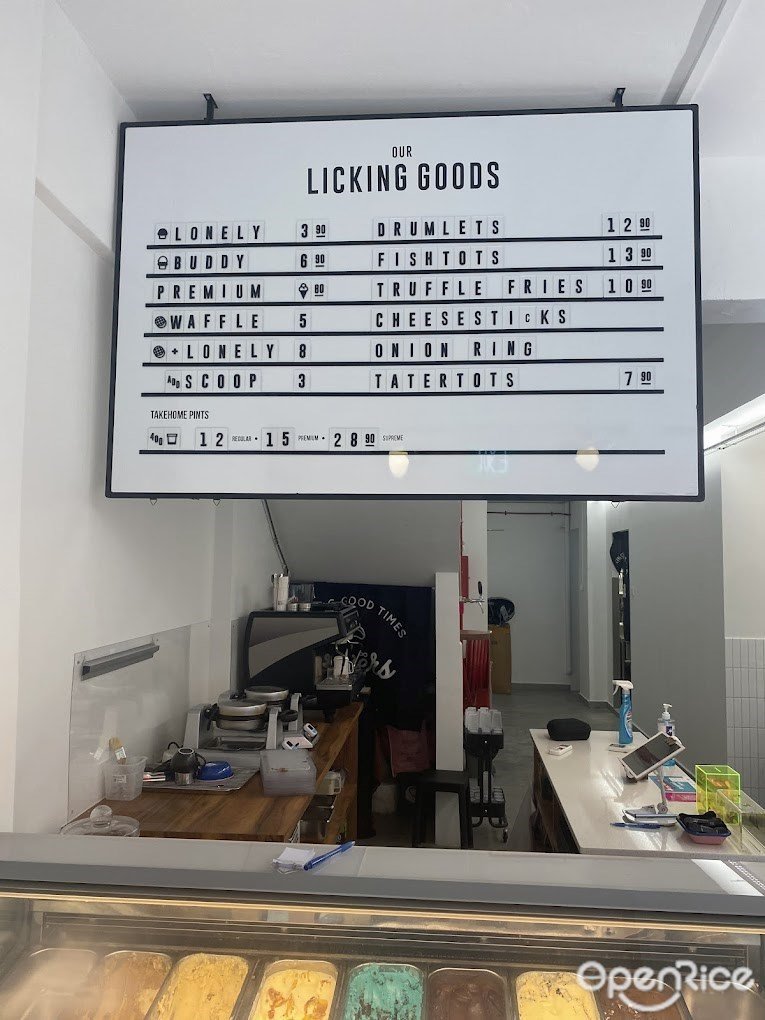 OUR
LICKING GOODS
LONELY 3 90
BUDDY 6 90
PREMIUM 80
WAFFLE 5
+ LONELY 8
ADD SCOOP 3
DRUMLETS 12 90
FISHTOTS 13 90
TRUFFLE FRIES 10 90
CHEESESTIcKS
ONION RING
TATERTOTS 7 90
TAKEHOME PINTS
ADD 12 REGULAR • 15 PREMIUM • 28 90 SUPREME
GOOD TIMES
OpenRice